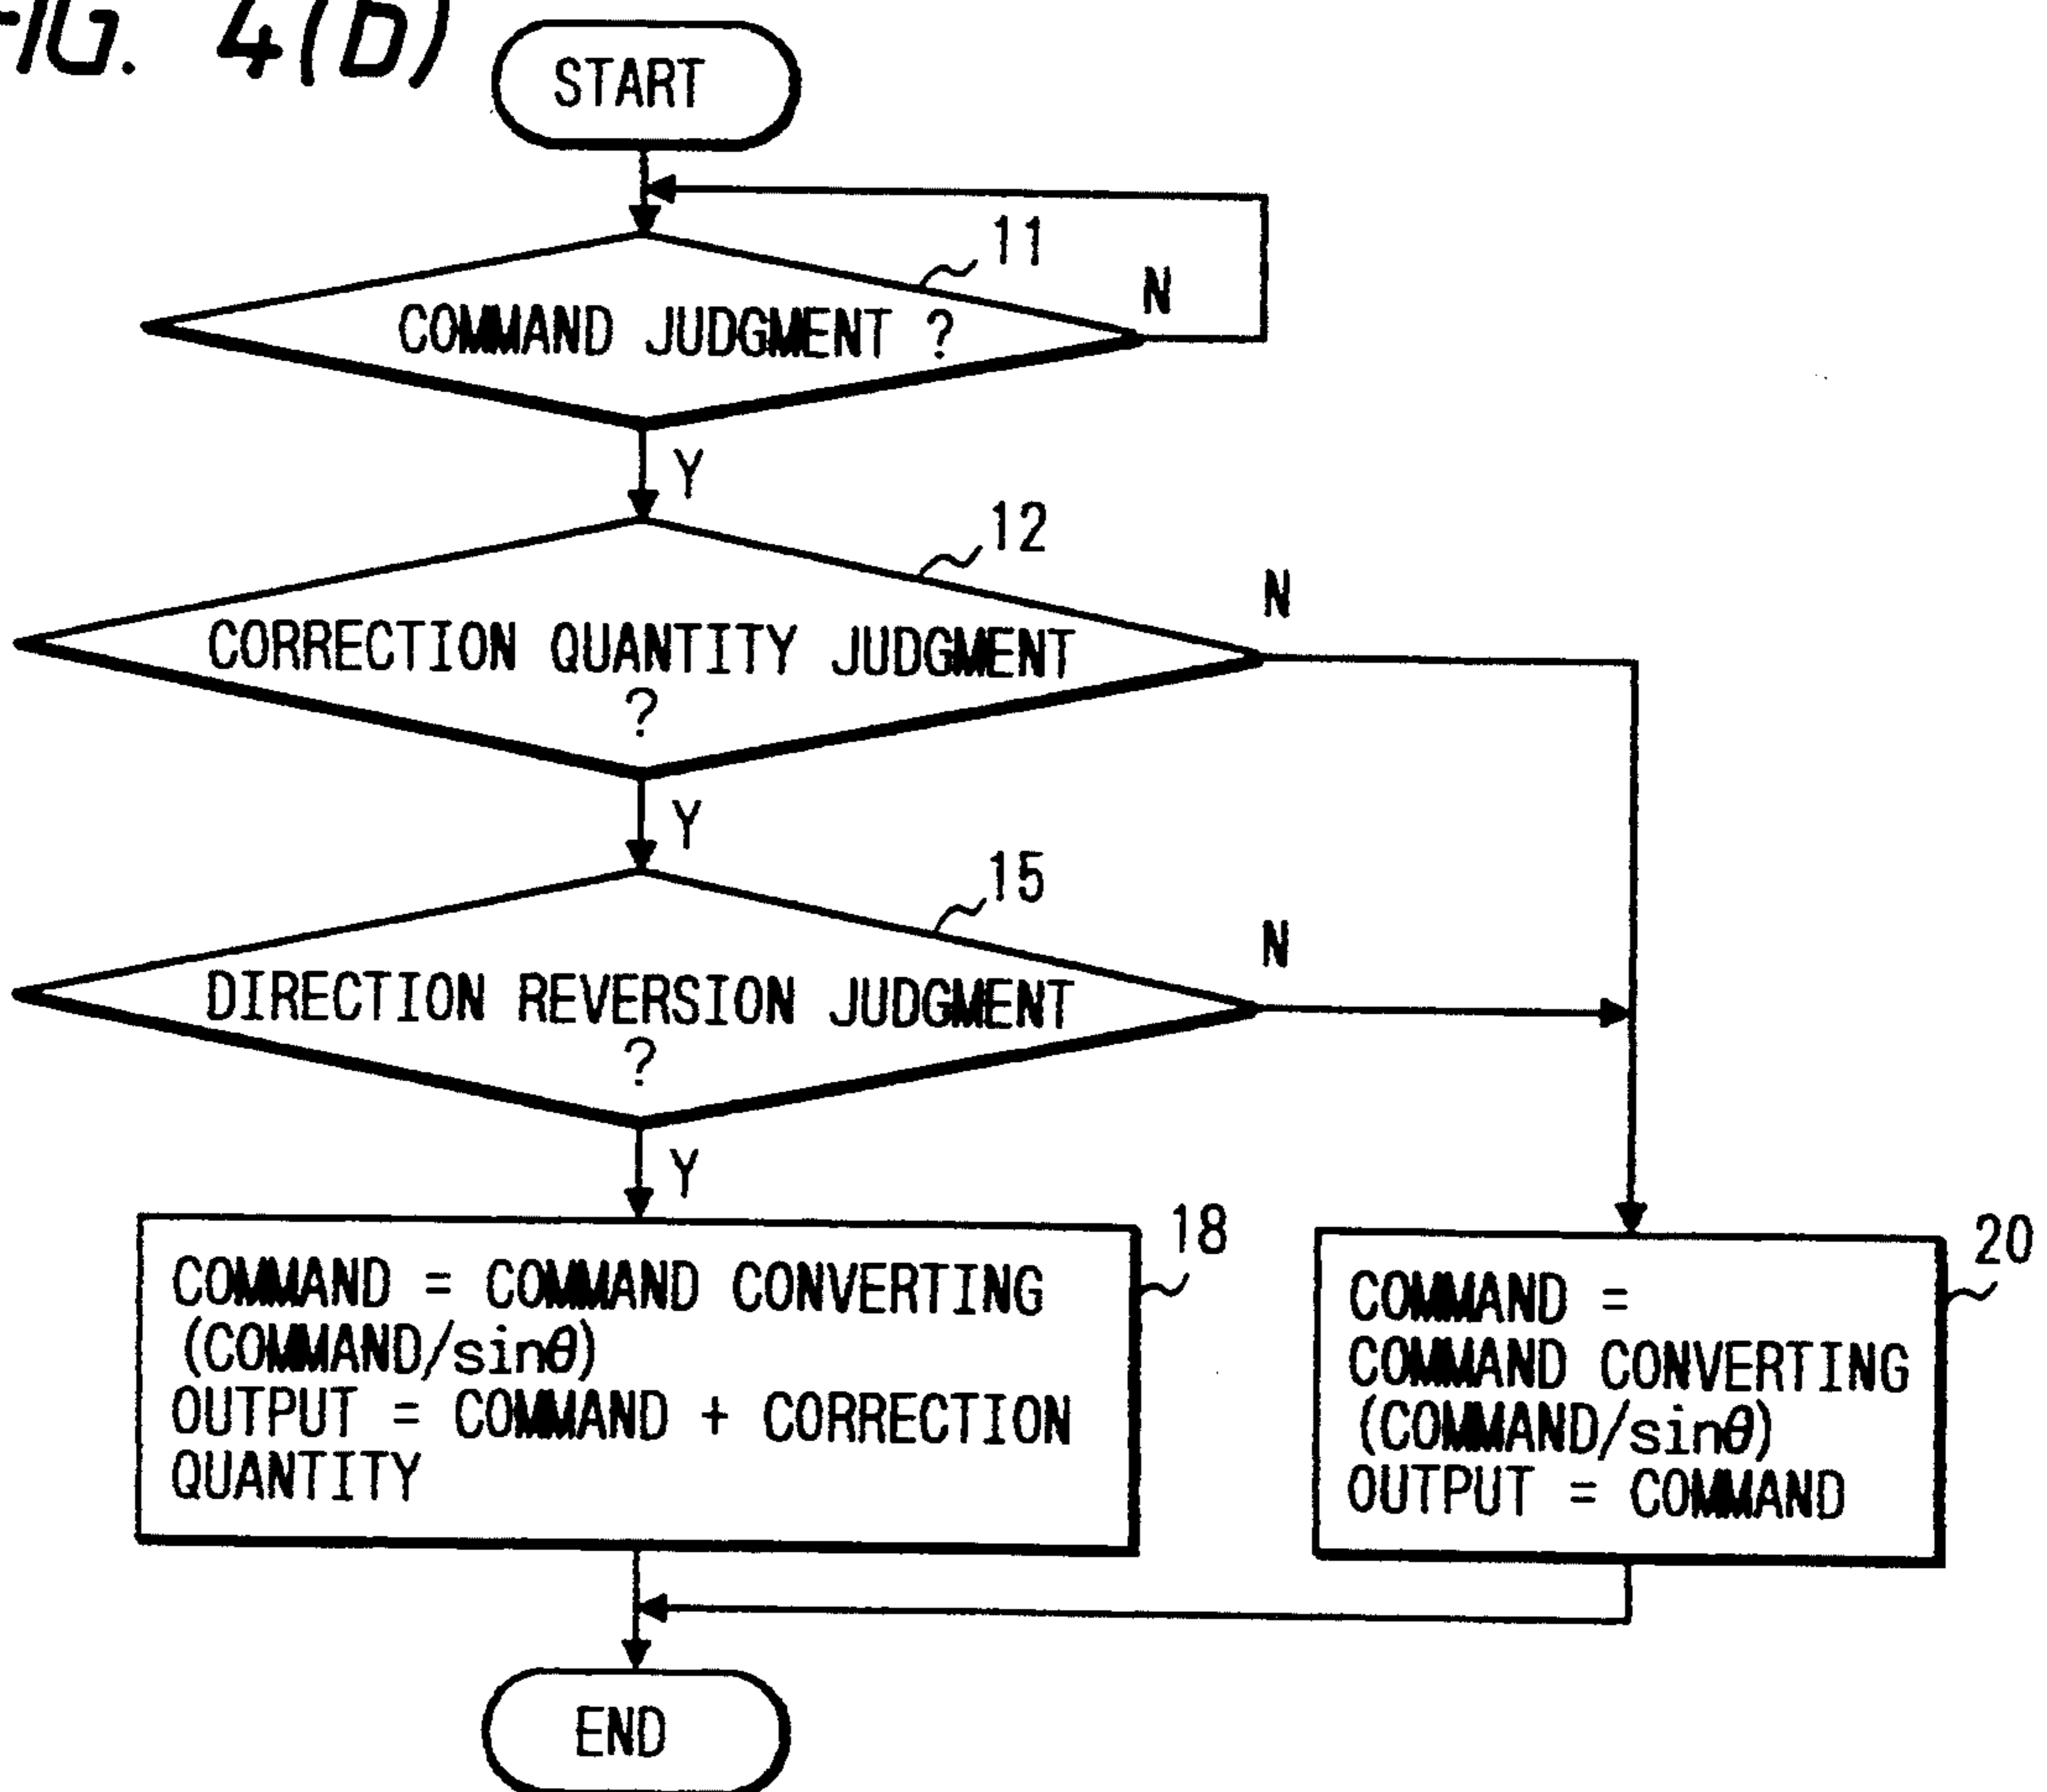 FIG. 4(b)
START
11
COMMAND JUDGMENT ?
N
Y
12
N
CORRECTION QUANTITY JUDGMENT
?
Y
15
N
DIRECTION REVERSION JUDGMENT
?
Y
18
COMMAND = COMMAND CONVERTING
(COMMAND/sinθ)
OUTPUT = COMMAND + CORRECTION
QUANTITY
20
COMMAND =
COMMAND CONVERTING
(COMMAND/sinθ)
OUTPUT = COMMAND
END